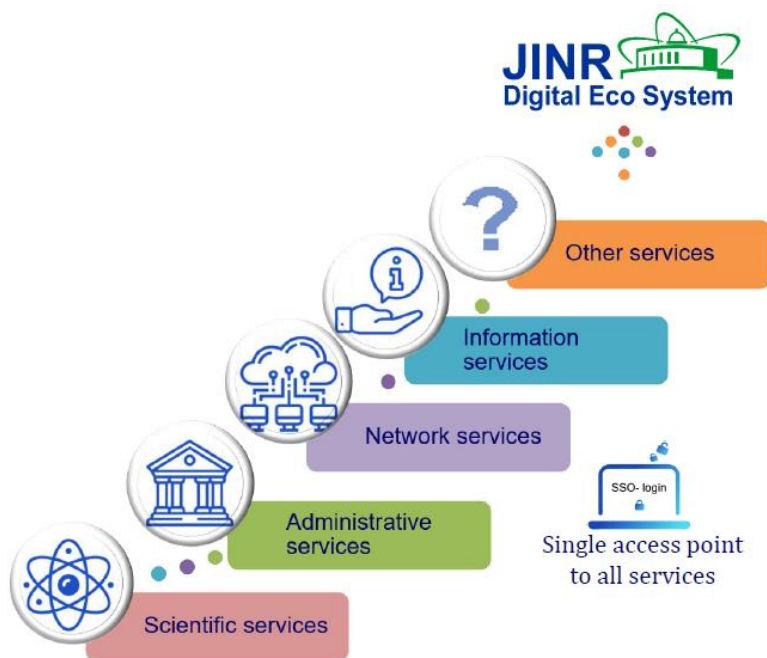 JINR
Digital Eco System
?
Other services
i
Information
services
Network services
SSO- login
Administrative
services
Single access point
to all services
Scientific services